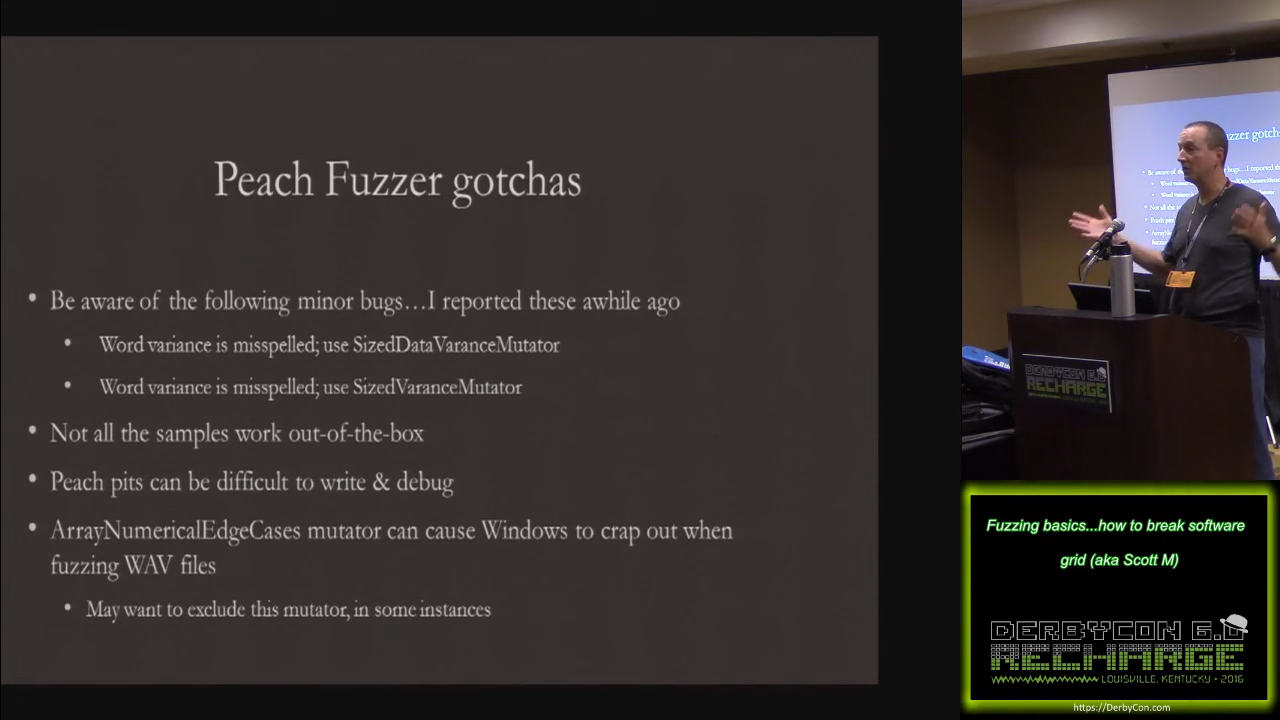 Peach Fuzzer gotchas
• Be aware of the following minor bugs...I reported these awhile ago
• Word variance is misspelled; use SizedDataVaranceMutator
• Word variance is misspelled; use SizedVaranceMutator
• Not all the samples work out-of-the-box
• Peach pits can be difficult to write & debug
• ArrayNumericalEdgeCases mutator can cause Windows to crap out when
fuzzing WAV files
• May want to exclude this mutator, in some instances
DERBYCON 6.0
RECHARGE
Fuzzing basics...how to break software
grid (aka Scott M)
DERBYCON 6.0
RECHARGE
LOUISVILLE, KENTUCKY • 2016
https://DerbyCon.com